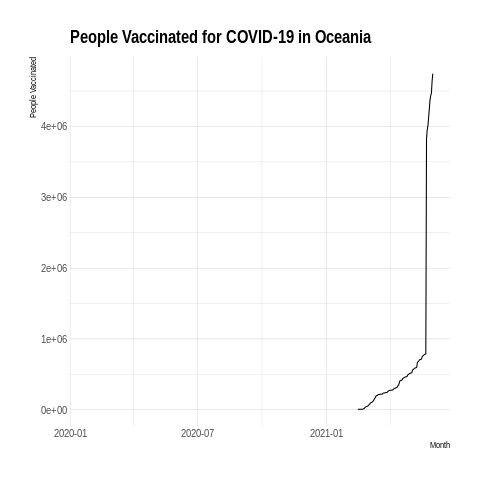 People Vaccinated for COVID-19 in Oceania
People Vaccinated
4e+06
3e+06
2e+06
1e+06
0e+00
2020-01
2020-07
2021-01
Month